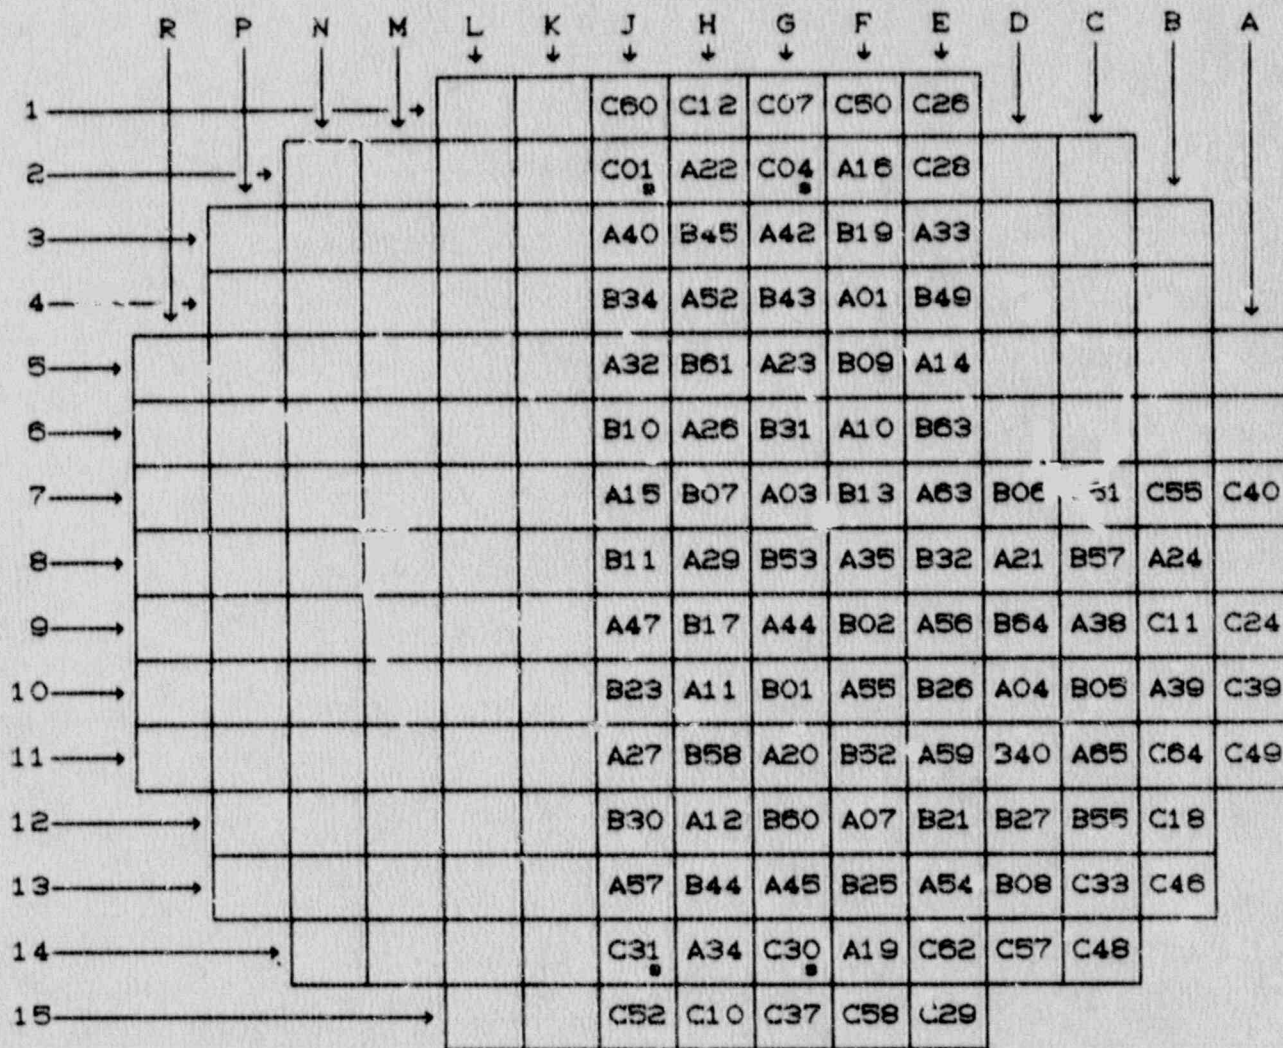 R P N M L K J H G F E D C B A
1 C60 C12 C07 C50 C26
2 C01 A22 C04 A16 C28
3 A40 B45 A42 B19 A33
4 B34 A52 B43 A01 B49
5 A32 B61 A23 B09 A14
6 B10 A26 B31 A10 B63
7 A15 B07 A03 B13 A63 B06 C55 C40
8 B11 A29 B53 A35 B32 A21 B57 A24
9 A47 B17 A44 B02 A56 B64 A38 C11 C24
10 B23 A11 B01 A55 B26 A04 B05 A39 C39
11 A27 B58 A20 B52 A59 340 A65 C64 C49
12 B30 A12 B60 A07 B21 B27 B55 C18
13 A57 B44 A45 B25 A54 B08 C33 C46
14 C31 A34 C30 A19 C62 C57 C48
15 C52 C10 C37 C58 C29